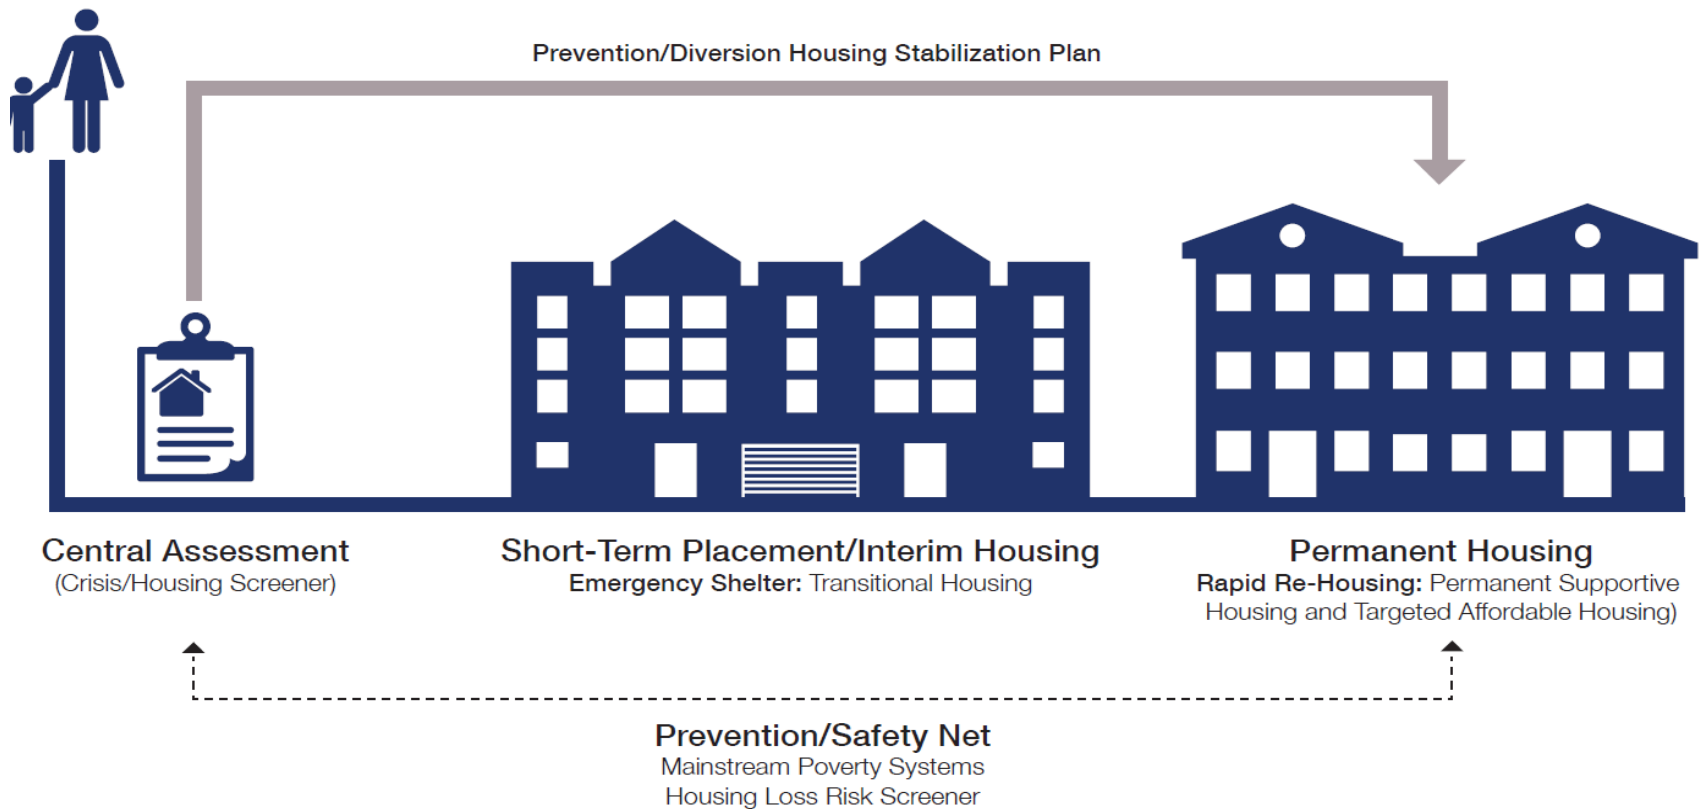 Prevention/Diversion Housing Stabilization Plan
Central Assessment
(Crisis/Housing Screener)
Short-Term Placement/Interim Housing
Emergency Shelter: Transitional Housing
Permanent Housing
Rapid Re-Housing: Permanent Supportive
Housing and Targeted Affordable Housing)
Prevention/Safety Net
Mainstream Poverty Systems
Housing Loss Risk Screener